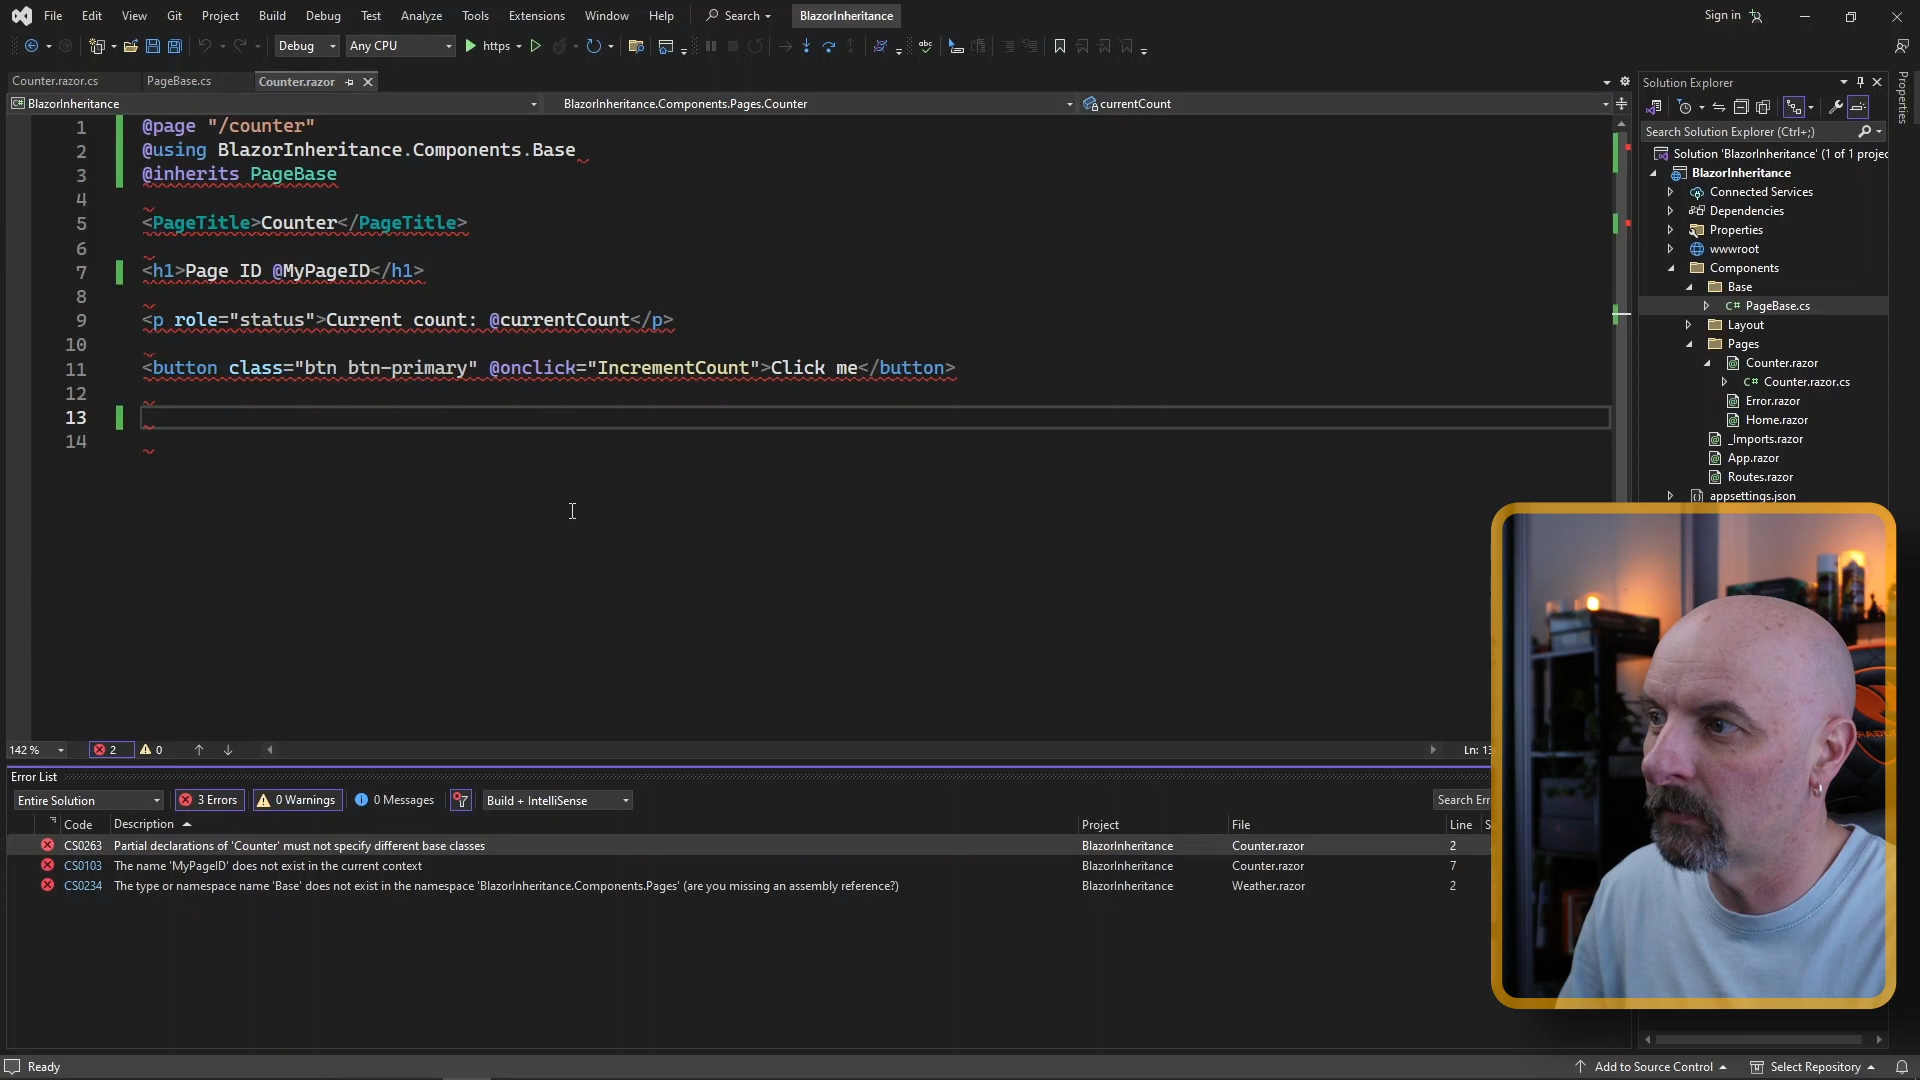 File Edit View Git Project Build Debug Test Analyze Tools Extensions Window Help Search BlazorInheritance Sign in
Debug Any CPU https
Counter.razor.cs PageBase.cs Counter.razor
BlazorInheritance BlazorInheritance.Components.Pages.Counter currentCount
1 @page "/counter"
2 @using BlazorInheritance.Components.Base
3 @inherits PageBase
4
5 <PageTitle>Counter</PageTitle>
6
7 <h1>Page ID @MyPageID</h1>
8
9 <p role="status">Current count: @currentCount</p>
10
11 <button class="btn btn-primary" @onclick="IncrementCount">Click me</button>
12
13
14
142 % 2 0 Ln: 13
Solution Explorer
Search Solution Explorer (Ctrl+;)
Solution 'BlazorInheritance' (1 of 1 projec
BlazorInheritance
Connected Services
Dependencies
Properties
wwwroot
Components
Base
C# PageBase.cs
Layout
Pages
Counter.razor
C# Counter.razor.cs
Error.razor
Home.razor
_Imports.razor
App.razor
Routes.razor
appsettings.json
Properties
Error List
Entire Solution 3 Errors 0 Warnings 0 Messages Build + IntelliSense Search Err
Code Description Project File Line S
CS0263 Partial declarations of 'Counter' must not specify different base classes BlazorInheritance Counter.razor 2
CS0103 The name 'MyPageID' does not exist in the current context BlazorInheritance Counter.razor 7
CS0234 The type or namespace name 'Base' does not exist in the namespace 'BlazorInheritance.Components.Pages' (are you missing an assembly reference?) BlazorInheritance Weather.razor 2
Ready Add to Source Control Select Repository